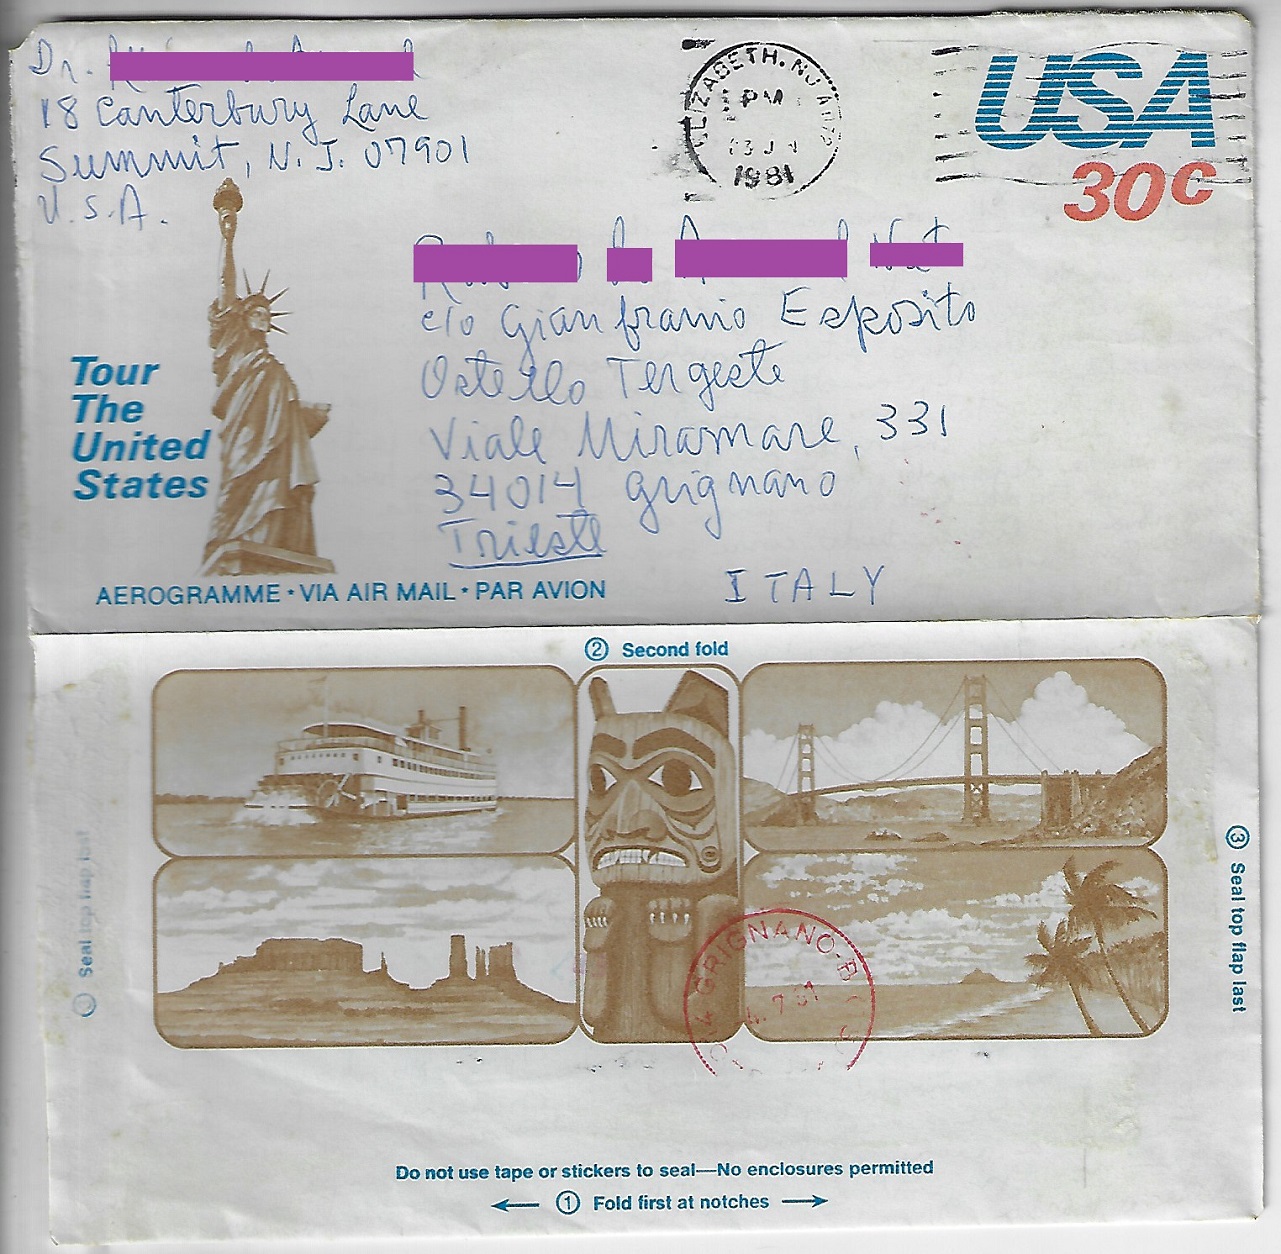 Dr.
18 Canterbury Lane
Summit, N.J. 07901
U.S.A.
ELIZABETH, NJ
PM
1981
USA
30c
c/o Gianfranio Esposito
Ostello Tergeste
Viale Miramare, 331
34014 Grignano
Trieste
ITALY
Tour
The
United
States
AEROGRAMME • VIA AIR MAIL • PAR AVION
② Second fold
③ Seal top flap last
③ Seal top flap last
GRIGNANO-B
Do not use tape or stickers to seal—No enclosures permitted
← ① Fold first at notches →